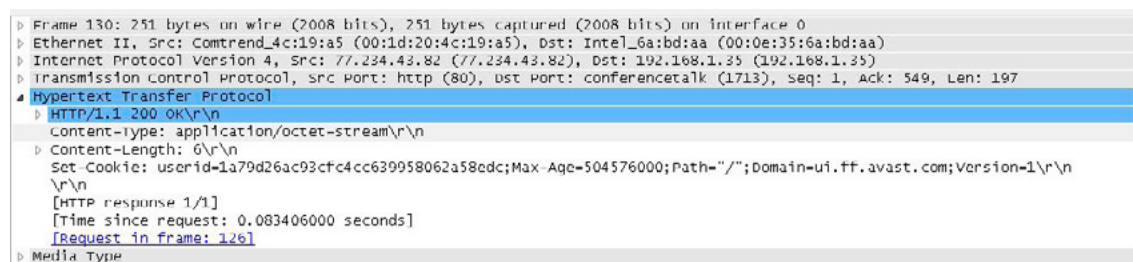 Frame 130: 251 bytes on wire (2008 bits), 251 bytes captured (2008 bits) on interface 0
Ethernet II, Src: Comtrend_4c:19:a5 (00:1d:20:4c:19:a5), Dst: Intel_6a:bd:aa (00:0e:35:6a:bd:aa)
Internet Protocol Version 4, Src: 77.234.43.82 (77.234.43.82), Dst: 192.168.1.35 (192.168.1.35)
Transmission Control Protocol, Src Port: http (80), Dst Port: conferencetalk (1713), Seq: 1, Ack: 549, Len: 197
Hypertext Transfer Protocol
HTTP/1.1 200 OK\r\n
Content-Type: application/octet-stream\r\n
Content-Length: 6\r\n
Set-Cookie: userid=1a79d26ac93cfc4cc639958062a58edc;Max-Age=504576000;Path="/";Domain=ui.ff.avast.com;Version=1\r\n
\r\n
[HTTP response 1/1]
[Time since request: 0.083406000 seconds]
[Request in frame: 126]
Media Type